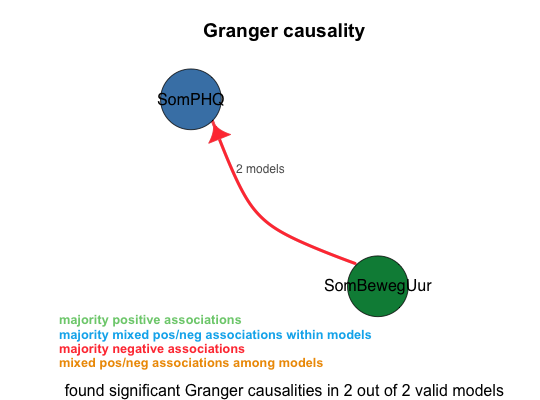 Granger causality
SomPHQ
2 models
SomBewegUur
majority positive associations
majority mixed pos/neg associations within models
majority negative associations
mixed pos/neg associations among models
found significant Granger causalities in 2 out of 2 valid models